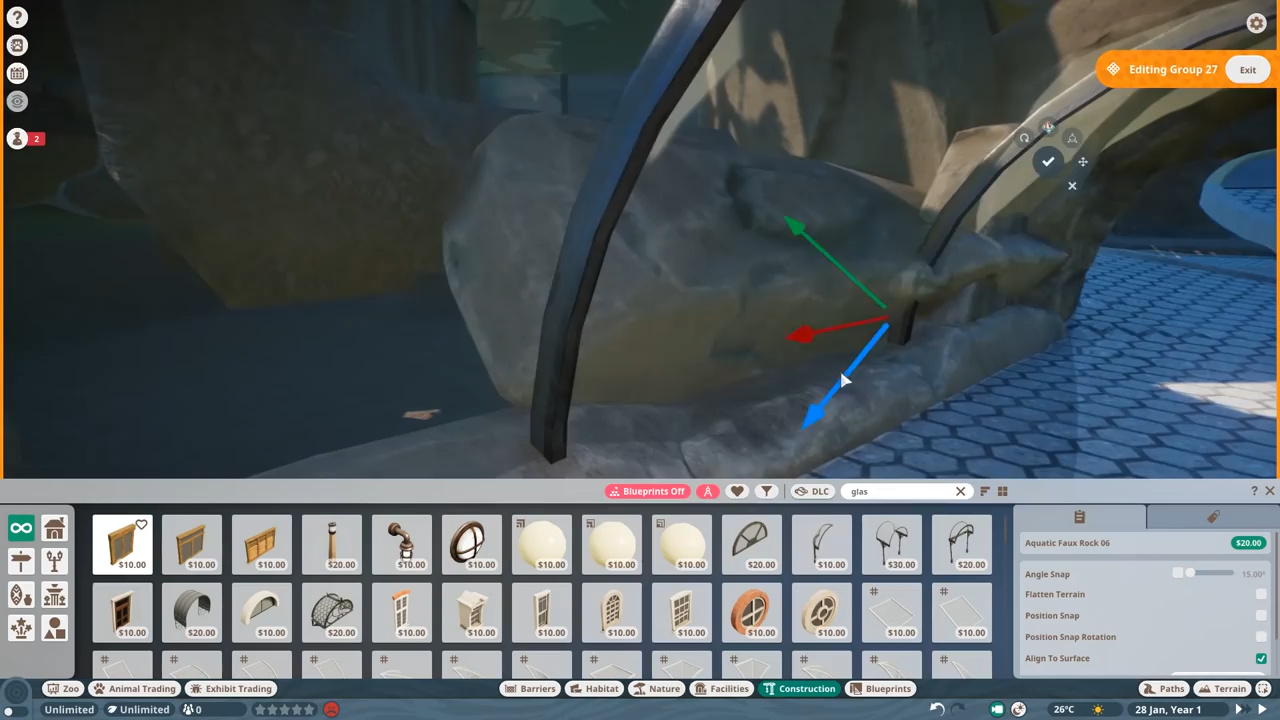 ?
Editing Group 27
Exit
2
Blueprints Off
DLC
glas
?
$10.00
$10.00
$10.00
$20.00
$10.00
$10.00
$10.00
$10.00
$10.00
$20.00
$10.00
$30.00
$20.00
$10.00
$20.00
$10.00
$20.00
$10.00
$10.00
$10.00
$10.00
$10.00
$10.00
$10.00
$10.00
$10.00
Aquatic Faux Rock 06
$20.00
Angle Snap
15.00°
Flatten Terrain
Position Snap
Position Snap Rotation
Align To Surface
Zoo
Animal Trading
Exhibit Trading
Barriers
Habitat
Nature
Facilities
Construction
Blueprints
Paths
Terrain
Unlimited
Unlimited
0
26°C
28 Jan, Year 1